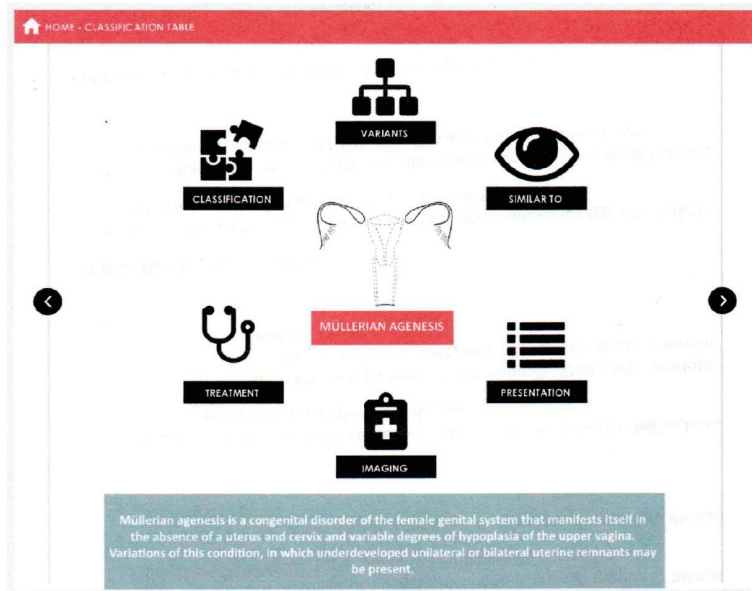 HOME - CLASSIFICATION TABLE
VARIANTS
CLASSIFICATION
SIMILAR TO
MÜLLERIAN AGENESIS
TREATMENT
PRESENTATION
IMAGING
Müllerian agenesis is a congenital disorder of the female genital system that manifests itself in
the absence of a uterus and cervix and variable degrees of hypoplasia of the upper vagina.
Variations of this condition, in which underdeveloped unilateral or bilateral uterine remnants may
be present.